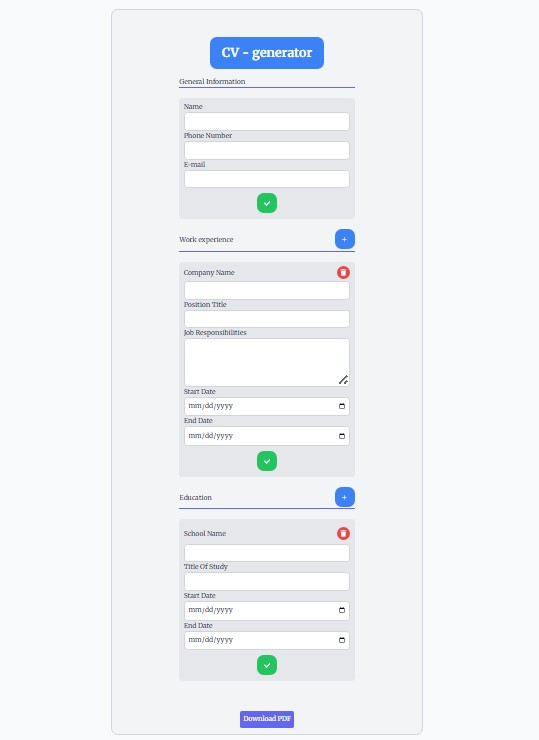 CV - generator
General Information
Name
Phone Number
E-mail
Work experience
+
Company Name
Position Title
Job Responsibilities
Start Date
mm/dd/yyyy
End Date
mm/dd/yyyy
Education
+
School Name
Title Of Study
Start Date
mm/dd/yyyy
End Date
mm/dd/yyyy
Download PDF